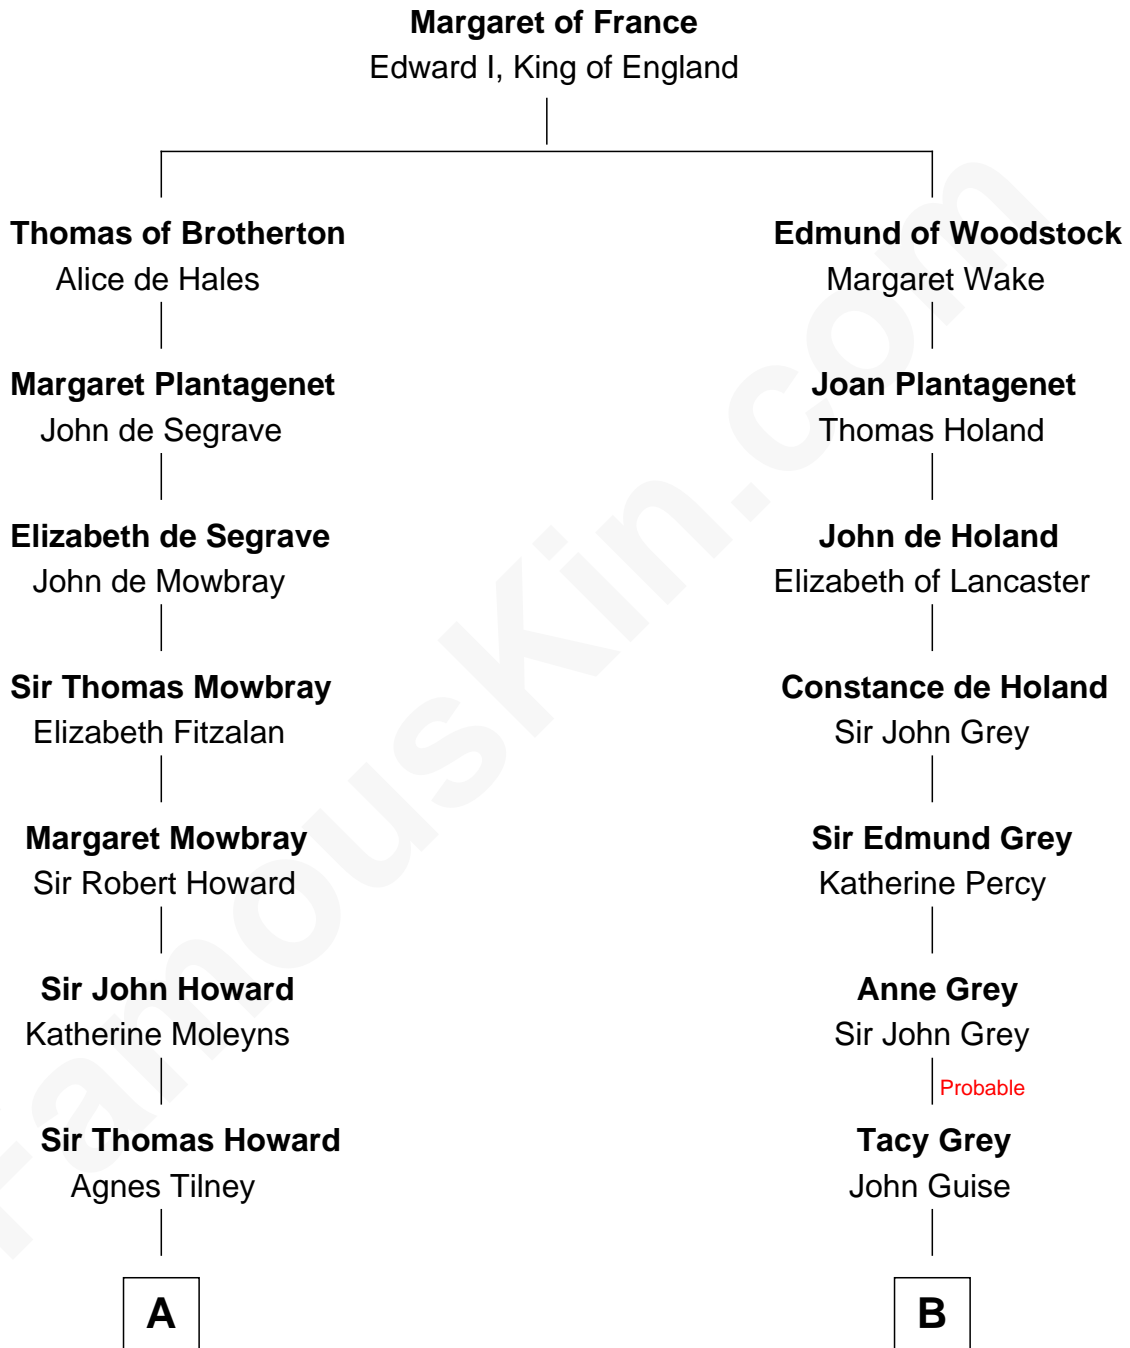 Margaret of France
Edward I, King of England
Thomas of Brotherton
Alice de Hales
Edmund of Woodstock
Margaret Wake
Margaret Plantagenet
John de Segrave
Joan Plantagenet
Thomas Holand
Elizabeth de Segrave
John de Mowbray
John de Holand
Elizabeth of Lancaster
Sir Thomas Mowbray
Elizabeth Fitzalan
Constance de Holand
Sir John Grey
Margaret Mowbray
Sir Robert Howard
Sir Edmund Grey
Katherine Percy
Sir John Howard
Katherine Moleyns
Anne Grey
Sir John Grey
Probable
Sir Thomas Howard
Agnes Tilney
Tacy Grey
John Guise
A
B
FamousKin.com